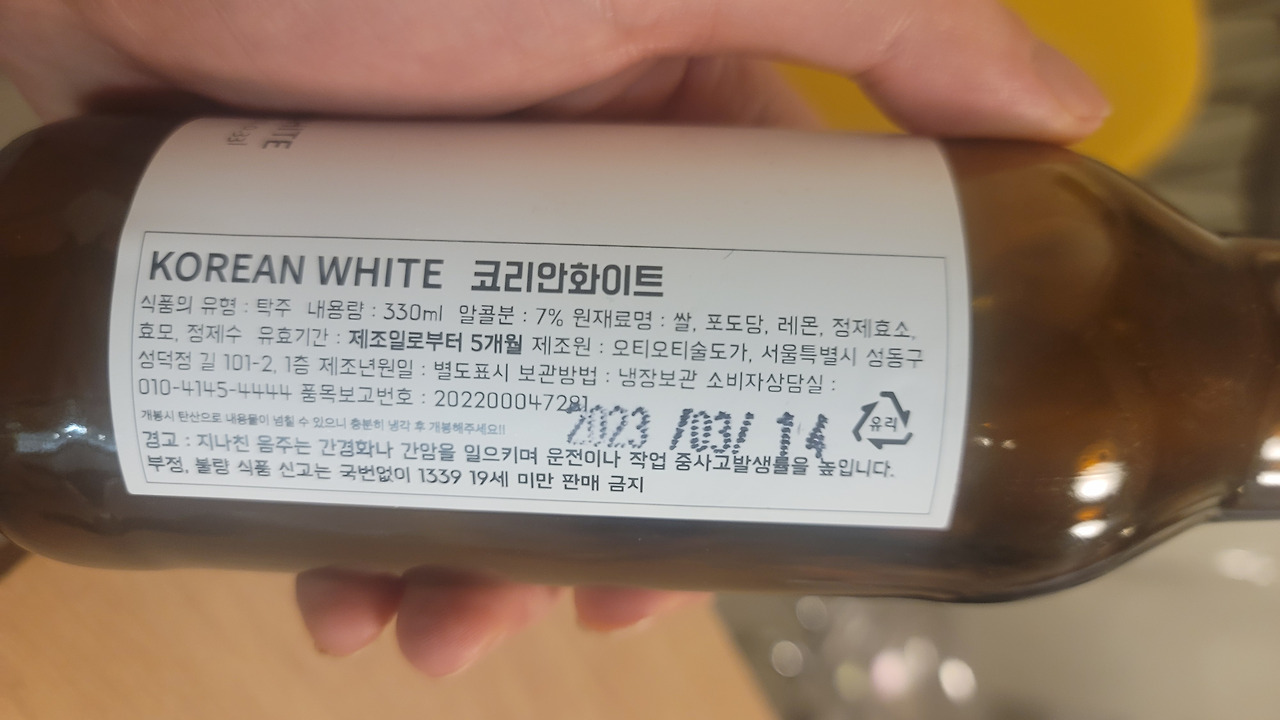 KOREAN WHITE 코리안화이트
식품의 유형 : 탁주 내용량 : 330ml 알콜분 : 7% 원재료명 : 쌀, 포도당, 레몬, 정제효소,
효모, 정제수 유효기간 : 제조일로부터 5개월 제조원 : 오티오티술도가, 서울특별시 성동구
성덕정 길 101-2, 1층 제조년원일 : 별도표시 보관방법 : 냉장보관 소비자상담실 :
010-4145-4444 품목보고번호 : 202200047281
개봉시 탄산으로 내용물이 넘칠 수 있으니 충분히 냉각 후 개봉해주세요!!
2023/03/14
유리
경고 : 지나친 음주는 간경화나 간암을 일으키며 운전이나 작업 중사고발생률을 높입니다.
부정, 불량 식품 신고는 국번없이 1339 19세 미만 판매 금지